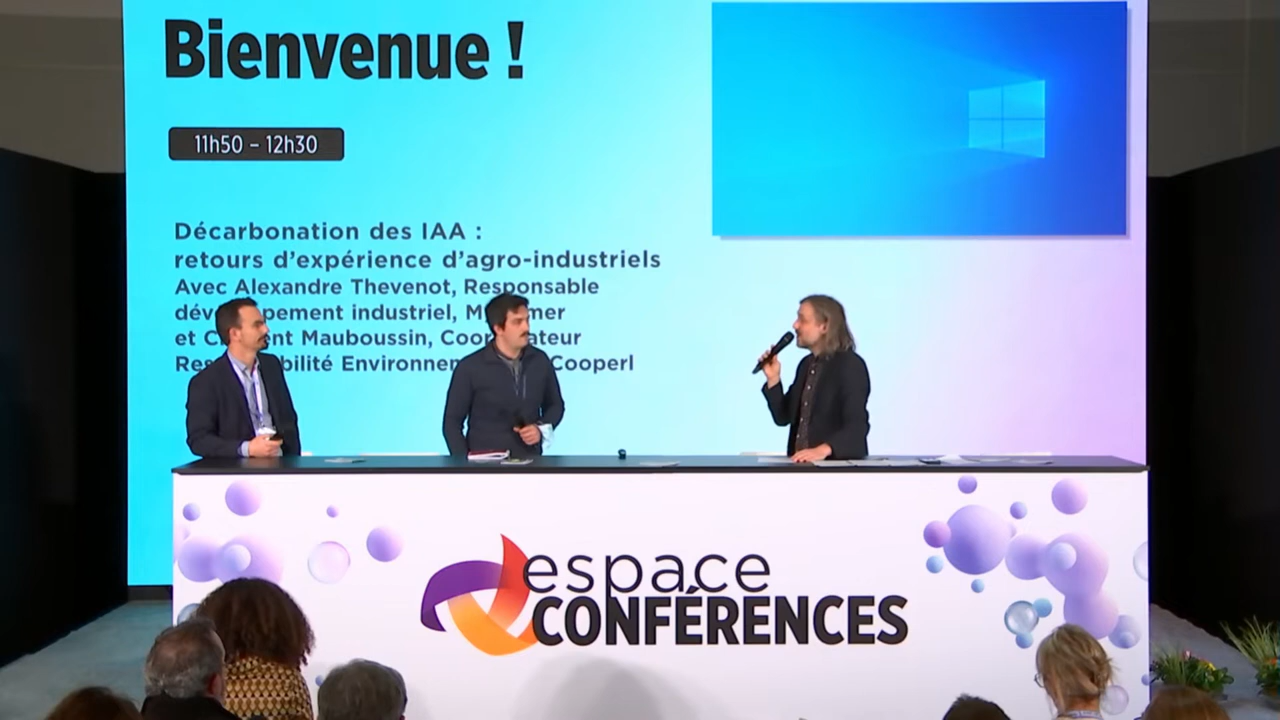 Bienvenue !
11h50 – 12h30
Décarbonation des IAA :
retours d'expérience d'agro-industriels
Avec Alexandre Thevenot, Responsable
industriel,
et Mauboussin,
Cooperl
espace
CONFÉRENCES